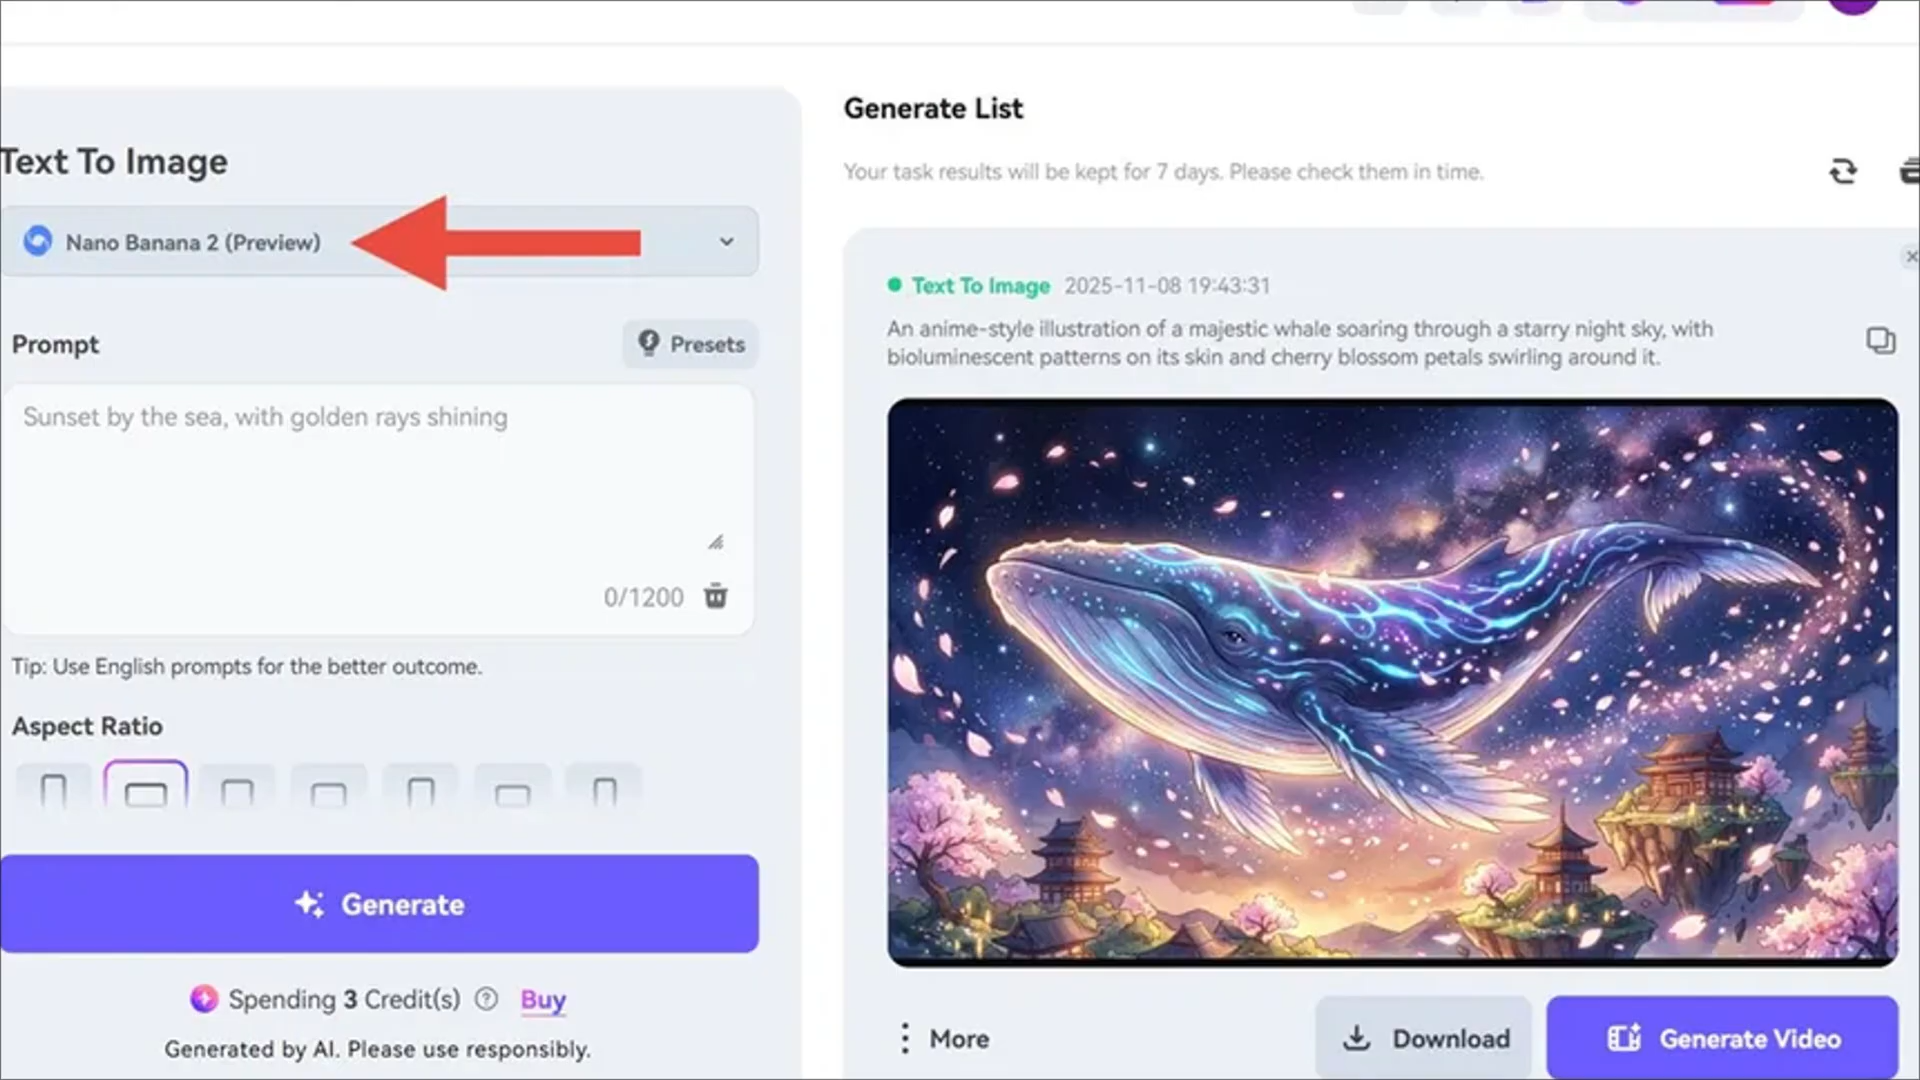 Text To Image
Nano Banana 2 (Preview)
Prompt
Presets
Sunset by the sea, with golden rays shining
0/1200
Tip: Use English prompts for the better outcome.
Aspect Ratio
Generate
Spending 3 Credit(s)
Buy
Generated by AI. Please use responsibly.
Generate List
Your task results will be kept for 7 days. Please check them in time.
Text To Image 2025-11-08 19:43:31
An anime-style illustration of a majestic whale soaring through a starry night sky, with
bioluminescent patterns on its skin and cherry blossom petals swirling around it.
More
Download
Generate Video